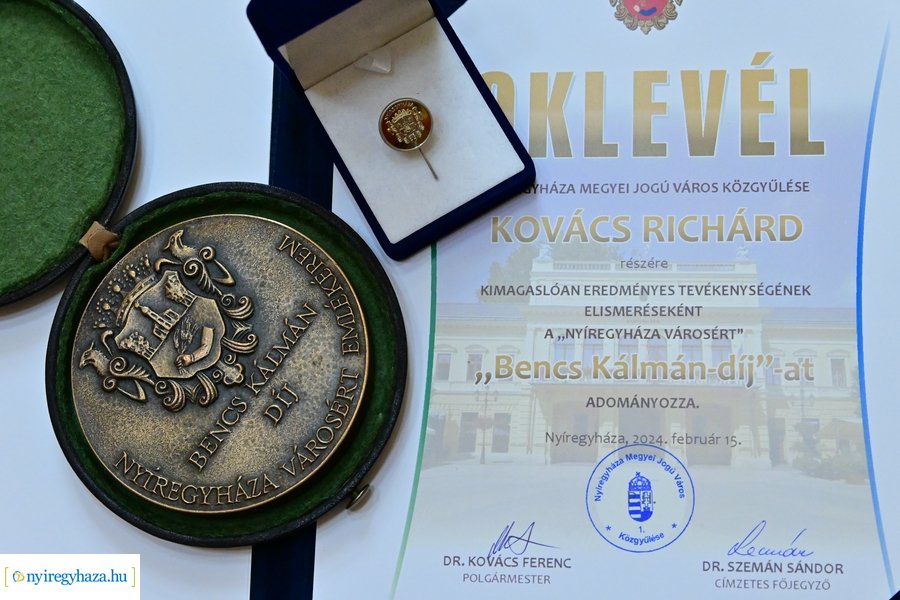 OKLEVÉL
NYÍREGYHÁZA MEGYEI JOGÚ VÁROS KÖZGYŰLÉSE
KOVÁCS RICHÁRD
részére
KIMAGASLÓAN EREDMÉNYES TEVÉKENYSÉGÉNEK
ELISMERÉSEKÉNT
A „NYÍREGYHÁZA VÁROSÉRT”
„Bencs Kálmán-díj”-at
ADOMÁNYOZZA.
Nyíregyháza, 2024. február 15.
Nyíregyháza Megyei Jogú Város
1.
Közgyűlése
DR. KOVÁCS FERENC
POLGÁRMESTER
DR. SZEMÁN SÁNDOR
CÍMZETES FŐJEGYZŐ
BENCS KÁLMÁN
DÍJ
NYÍREGYHÁZA VÁROSÉRT EMLÉKÉREM
nyiregyhaza.hu